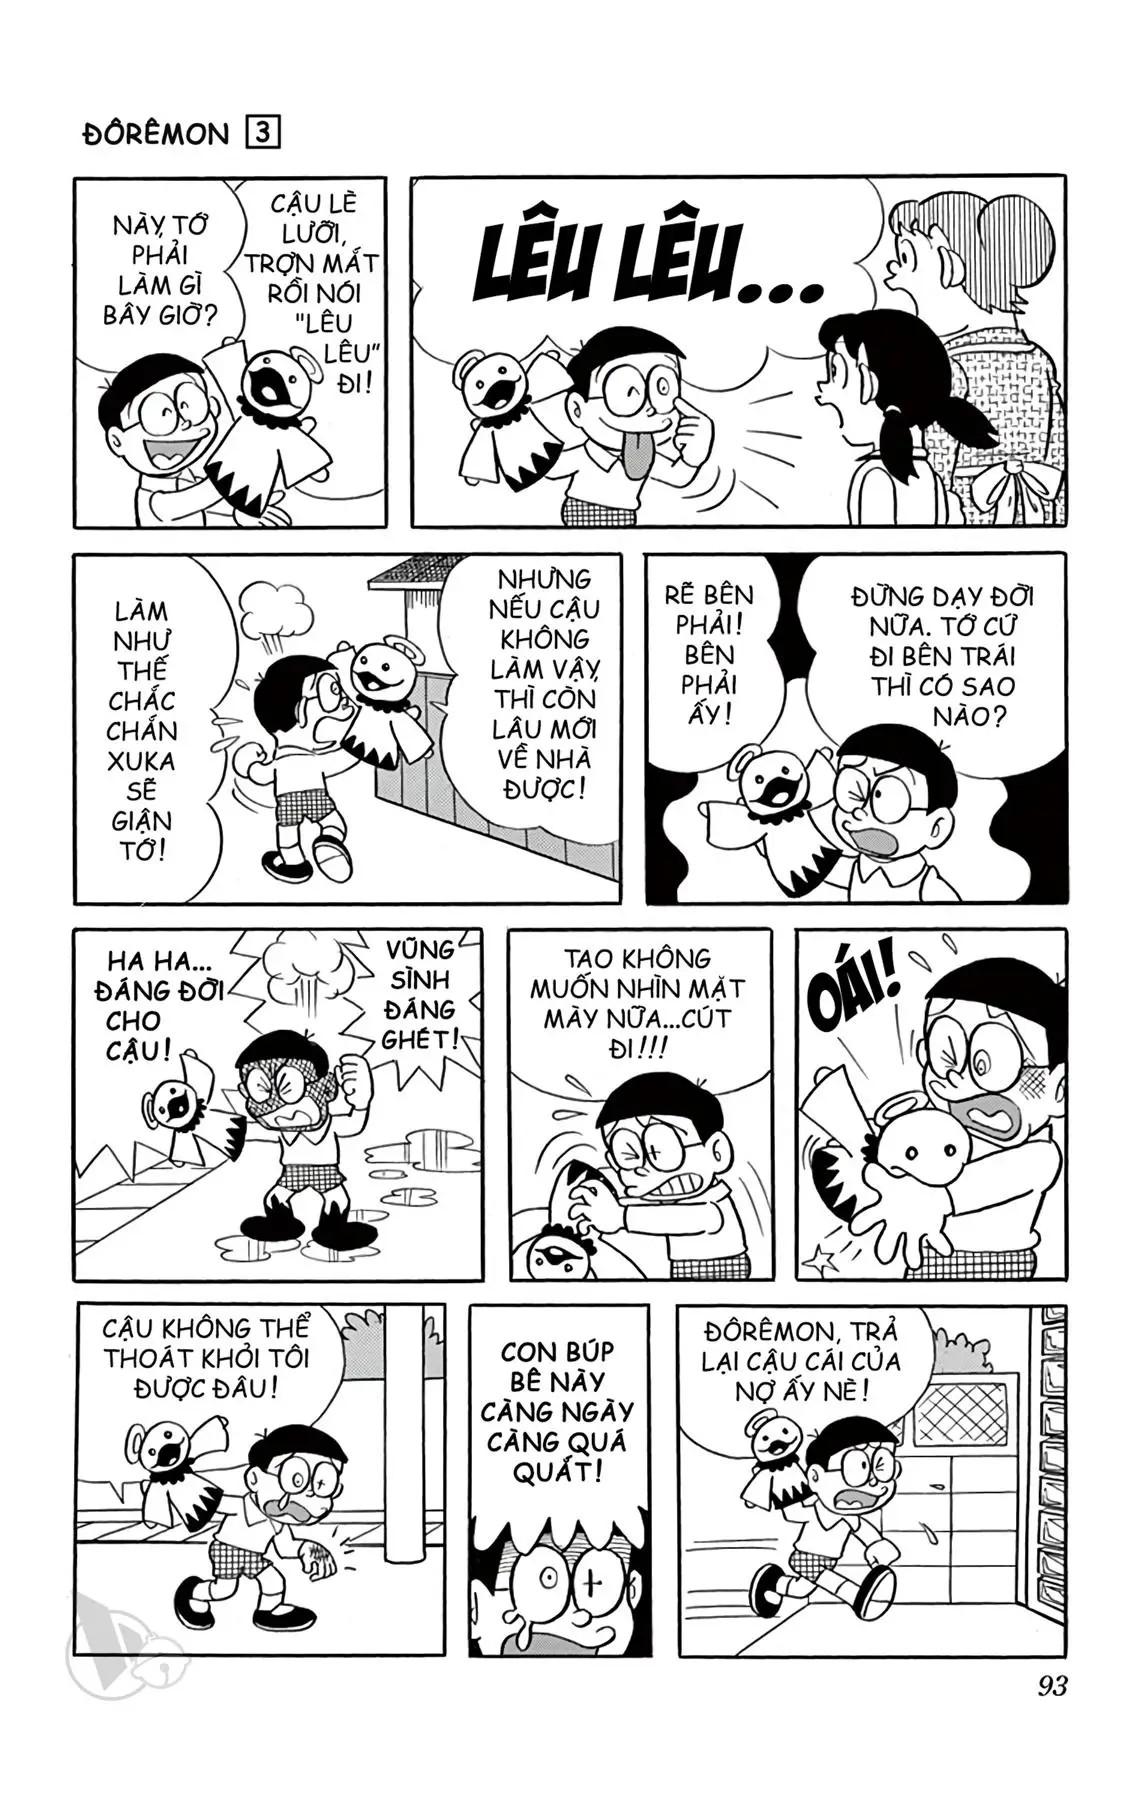 ĐÔRÊMON 3
NÀY, TỚ
PHẢI
LÀM GÌ
BÂY GIỜ?
CẬU LÈ
LƯỠI,
TRỢN MẮT
RỒI NÓI
"LÊU
LÊU"
ĐI!
LÊU LÊU...
LÀM
NHƯ
THẾ
CHẮC
CHẮN
XUKA
SẼ
GIẬN
TỚ!
NHƯNG
NẾU CẬU
KHÔNG
LÀM VẬY,
THÌ CÒN
LÂU MỚI
VỀ NHÀ
ĐƯỢC!
RẼ BÊN
PHẢI!
BÊN
PHẢI
ẤY!
ĐỪNG DẠY ĐỜI
NỮA. TỚ CỨ
ĐI BÊN TRÁI
THÌ CÓ SAO
NÀO?
HA HA...
ĐÁNG ĐỜI
CHO
CẬU!
VŨNG
SÌNH
ĐÁNG
GHÉT!
TAO KHÔNG
MUỐN NHÌN MẶT
MÀY NỮA...CÚT
ĐI!!!
OÁI!
CẬU KHÔNG THỂ
THOÁT KHỎI TÔI
ĐƯỢC ĐÂU!
CON BÚP
BÊ NÀY
CÀNG NGÀY
CÀNG QUÁ
QUẮT!
ĐÔRÊMON, TRẢ
LẠI CẬU CÁI CỦA
NỢ ẤY NÈ!
93